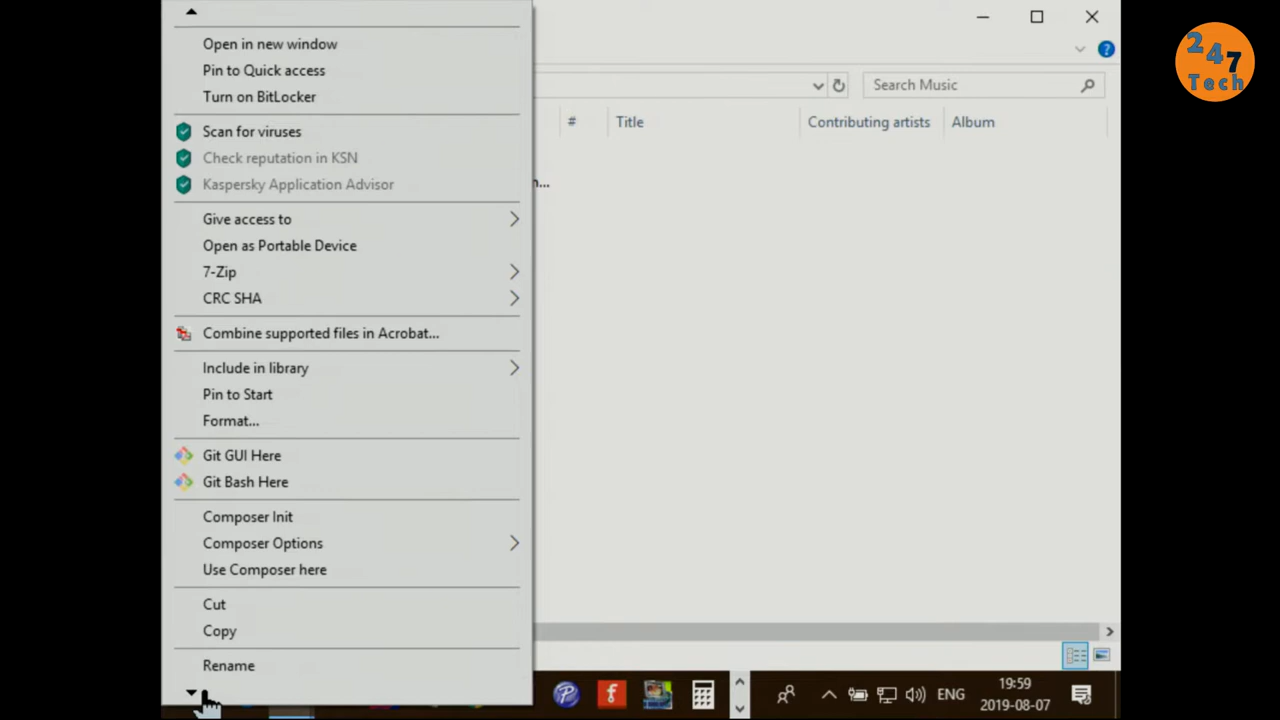 Open in new window
Pin to Quick access
Turn on BitLocker
Scan for viruses
Check reputation in KSN
Kaspersky Application Advisor
Give access to
Open as Portable Device
7-Zip
CRC SHA
Combine supported files in Acrobat...
Include in library
Pin to Start
Format...
Git GUI Here
Git Bash Here
Composer Init
Composer Options
Use Composer here
Cut
Copy
Rename
Search Music
# Title Contributing artists Album
n...
ENG
19:59
2019-08-07
247
Tech